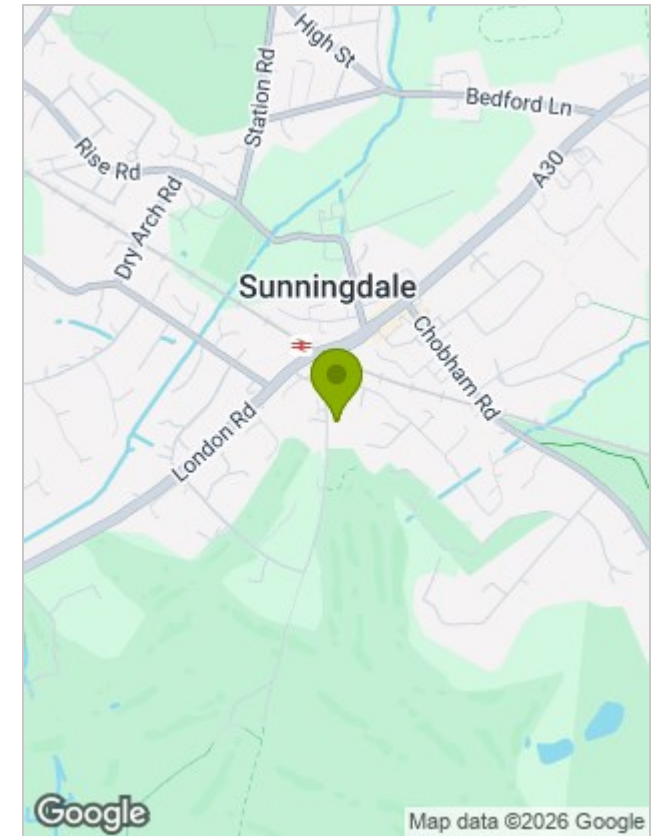 High St
Station Rd
Bedford Ln
Rise Rd
A30
Dry Arch Rd
Sunningdale
Chobham Rd
London Rd
Google
Map data ©2026 Google